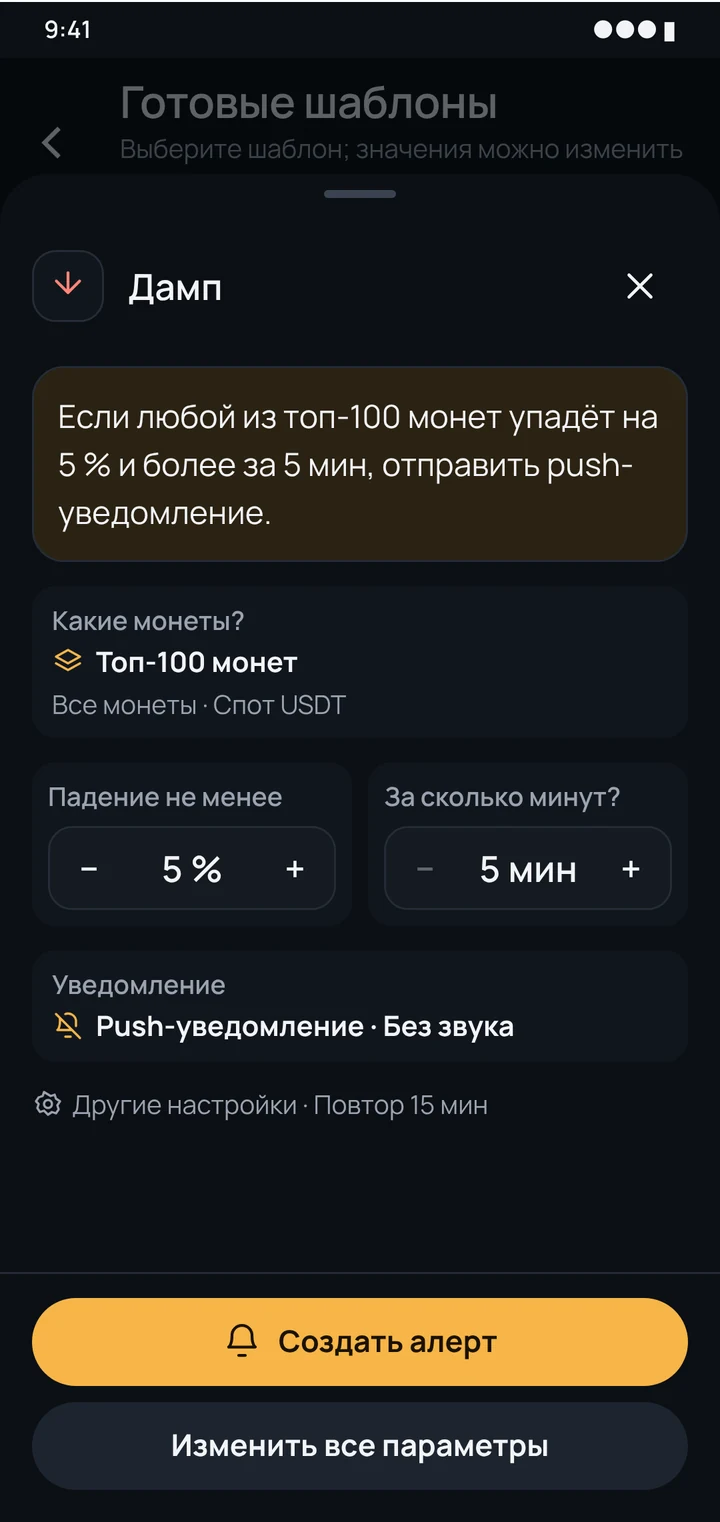 9:41
Готовые шаблоны
Выберите шаблон; значения можно изменить
Дамп
Если любой из топ-100 монет упадёт на
5 % и более за 5 мин, отправить push-
уведомление.
Какие монеты?
Топ-100 монет
Все монеты · Спот USDT
Падение не менее
− 5 % +
За сколько минут?
− 5 мин +
Уведомление
Push-уведомление · Без звука
Другие настройки · Повтор 15 мин
Создать алерт
Изменить все параметры